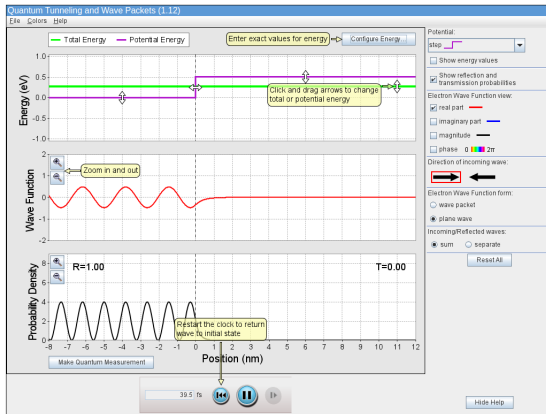 Quantum Tunneling and Wave Packets (1.12)
File Colors Help
Total Energy
Potential Energy
Enter exact values for energy
Configure Energy...
Energy (eV)
1.0
0.5
0.0
-0.5
-1.0
Click and drag arrows to change
total or potential energy
Wave Function
2
1
0
-1
-2
Zoom in and out
Probability Density
8
6
4
2
0
R=1.00
T=0.00
Restart the clock to return
wave to initial state
-8 -7 -6 -5 -4 -3 -2 -1 0 1 2 3 4 5 6 7 8 9 10 11 12
Make Quantum Measurement
Position (nm)
39.5 fs
Potential:
step
Show energy values
Show reflection and
transmission probabilities
Electron Wave Function view:
real part
imaginary part
magnitude
phase 0 2π
Direction of incoming wave:
Electron Wave Function form:
wave packet
plane wave
Incoming/Reflected waves:
sum separate
Reset All
Hide Help